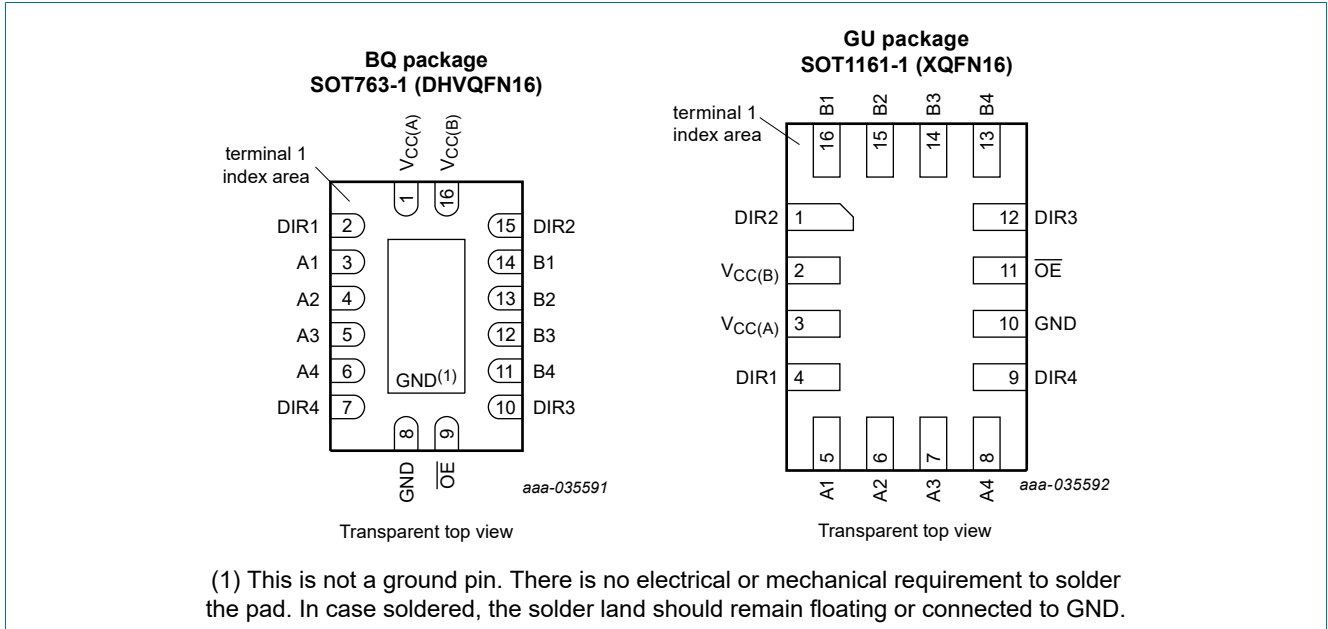 BQ package
SOT763-1 (DHVQFN16)
terminal 1
index area
VCC(A)
VCC(B)
1
16
DIR1 2
15 DIR2
A1 3
14 B1
A2 4
13 B2
A3 5
12 B3
A4 6
11 B4
GND(1)
DIR4 7
10 DIR3
8
9
GND
OE
aaa-035591
Transparent top view
GU package
SOT1161-1 (XQFN16)
terminal 1
index area
B1
B2
B3
B4
16
15
14
13
DIR2 1
12 DIR3
VCC(B) 2
11 OE
VCC(A) 3
10 GND
DIR1 4
9 DIR4
5
6
7
8
A1
A2
A3
A4
aaa-035592
Transparent top view
(1) This is not a ground pin. There is no electrical or mechanical requirement to solder
the pad. In case soldered, the solder land should remain floating or connected to GND.